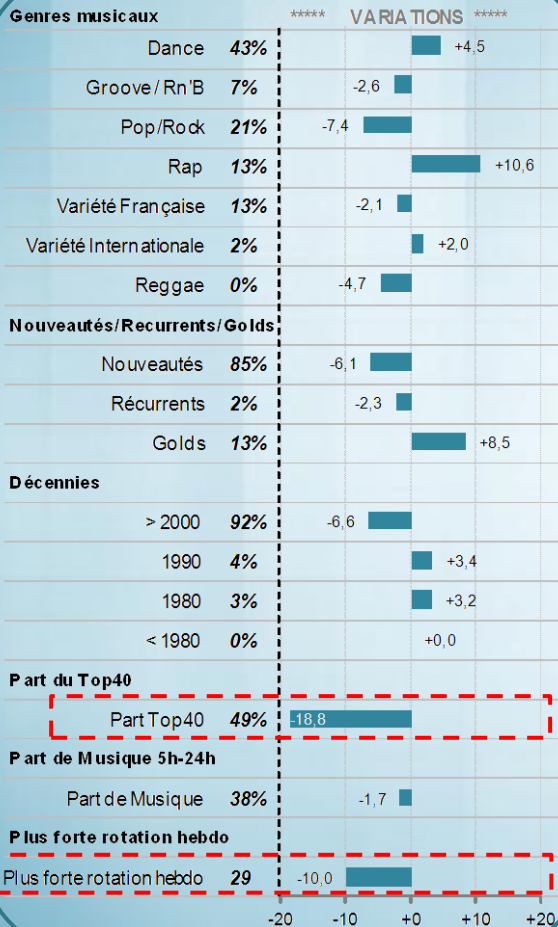 Genres musicaux ***** VARIATIONS *****
Dance 43% +4,5
Groove / Rn'B 7% -2,6
Pop/Rock 21% -7,4
Rap 13% +10,6
Variété Française 13% -2,1
Variété Internationale 2% +2,0
Reggae 0% -4,7
Nouveautés/Recurrents/Golds
Nouveautés 85% -6,1
Récurrents 2% -2,3
Golds 13% +8,5
Décennies
> 2000 92% -6,6
1990 4% +3,4
1980 3% +3,2
< 1980 0% +0,0
Part du Top40
Part Top40 49% -18,8
Part de Musique 5h-24h
Part de Musique 38% -1,7
Plus forte rotation hebdo
Plus forte rotation hebdo 29 -10,0
-20 -10 +0 +10 +20